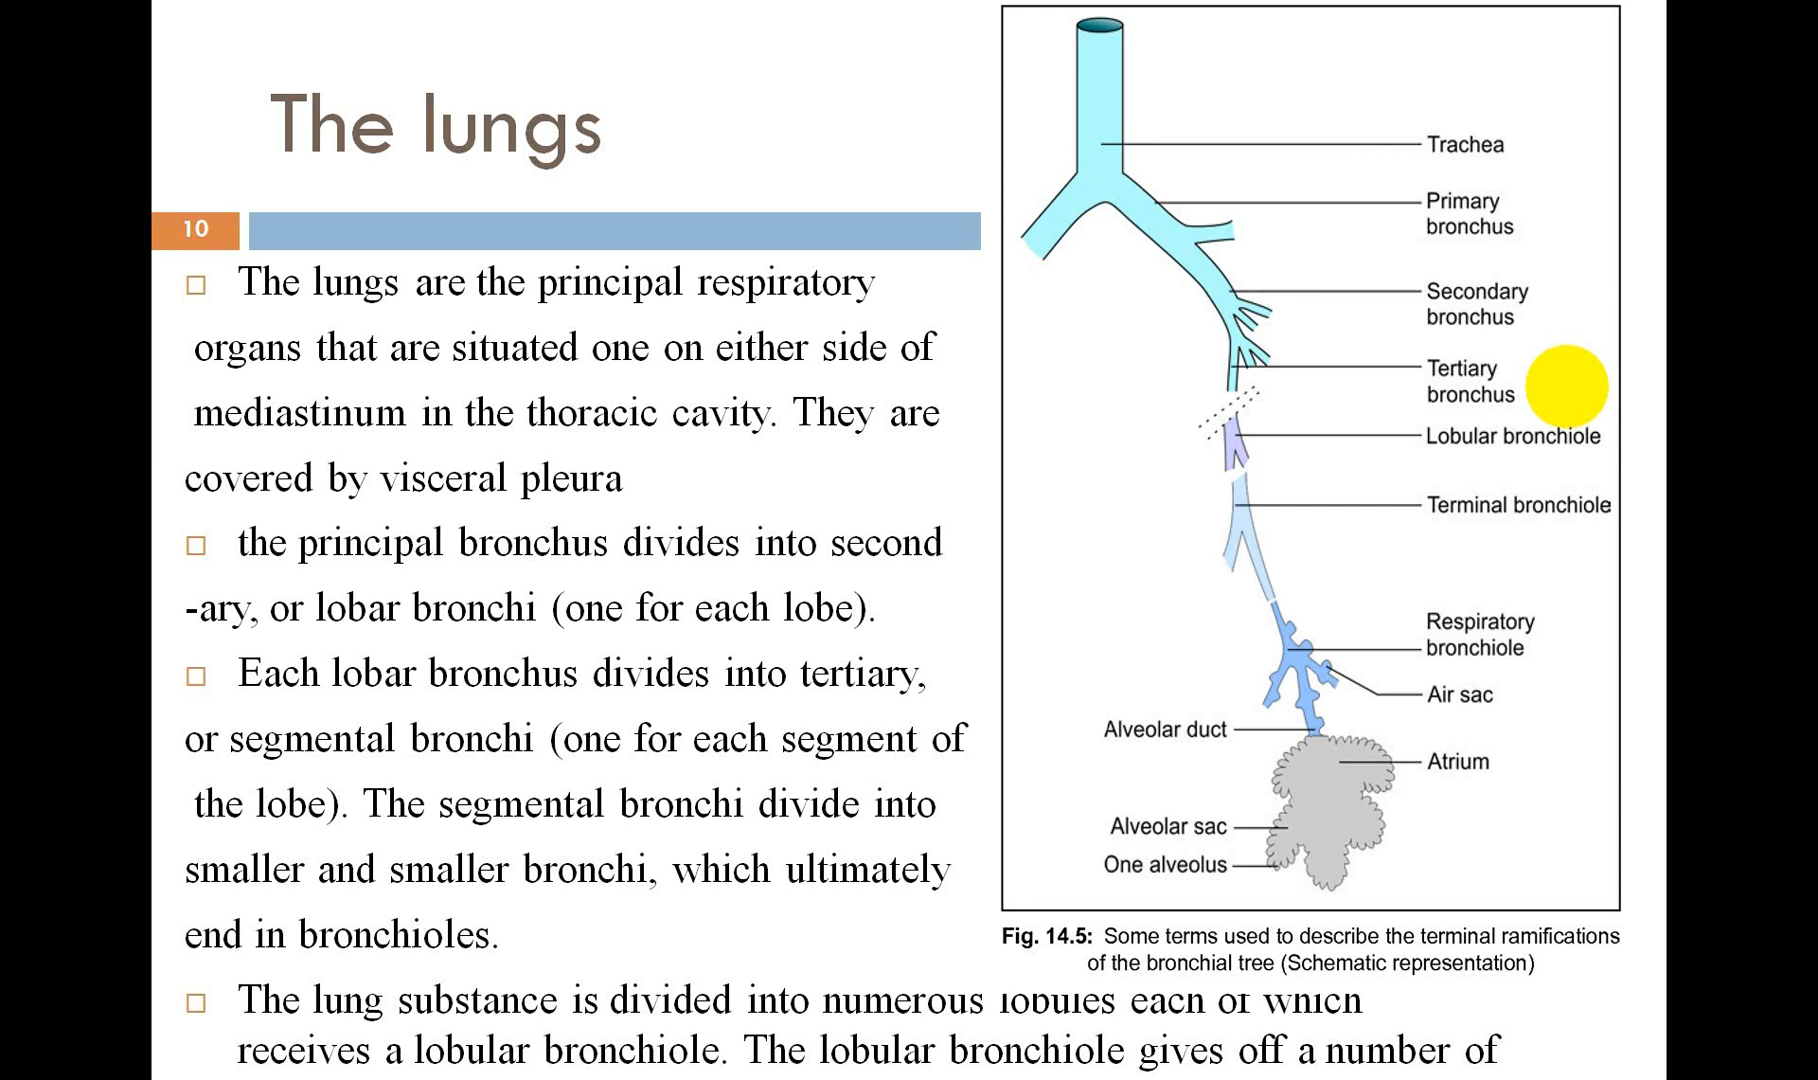 The lungs
10
The lungs are the principal respiratory
organs that are situated one on either side of
mediastinum in the thoracic cavity. They are
covered by visceral pleura
the principal bronchus divides into second
-ary, or lobar bronchi (one for each lobe).
Each lobar bronchus divides into tertiary,
or segmental bronchi (one for each segment of
the lobe). The segmental bronchi divide into
smaller and smaller bronchi, which ultimately
end in bronchioles.
The lung substance is divided into numerous lobules each of which
receives a lobular bronchiole. The lobular bronchiole gives off a number of
Trachea
Primary
bronchus
Secondary
bronchus
Tertiary
bronchus
Lobular bronchiole
Terminal bronchiole
Respiratory
bronchiole
Air sac
Alveolar duct
Atrium
Alveolar sac
One alveolus
Fig. 14.5: Some terms used to describe the terminal ramifications
of the bronchial tree (Schematic representation)